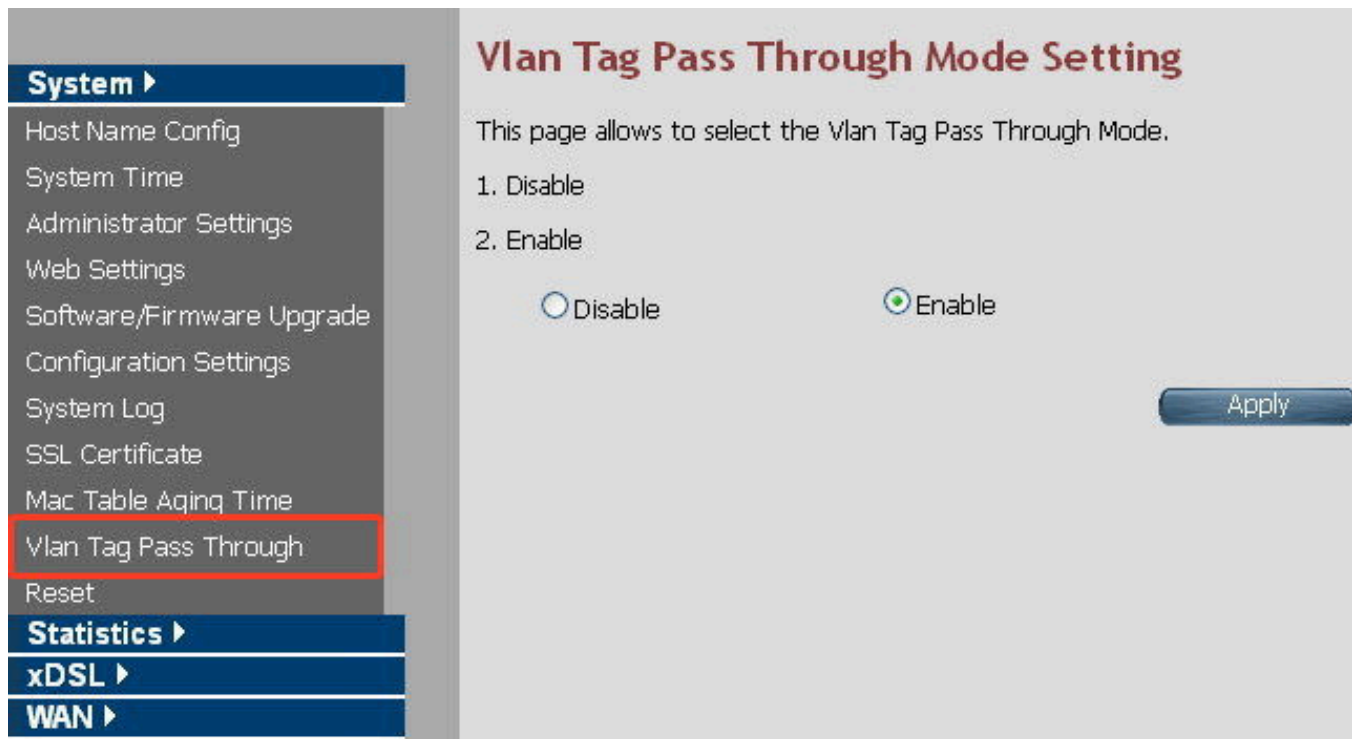 System
Host Name Config
System Time
Administrator Settings
Web Settings
Software/Firmware Upgrade
Configuration Settings
System Log
SSL Certificate
Mac Table Aging Time
Vlan Tag Pass Through
Reset
Statistics
xDSL
WAN
Vlan Tag Pass Through Mode Setting
This page allows to select the Vlan Tag Pass Through Mode.
1. Disable
2. Enable
Disable Enable
Apply